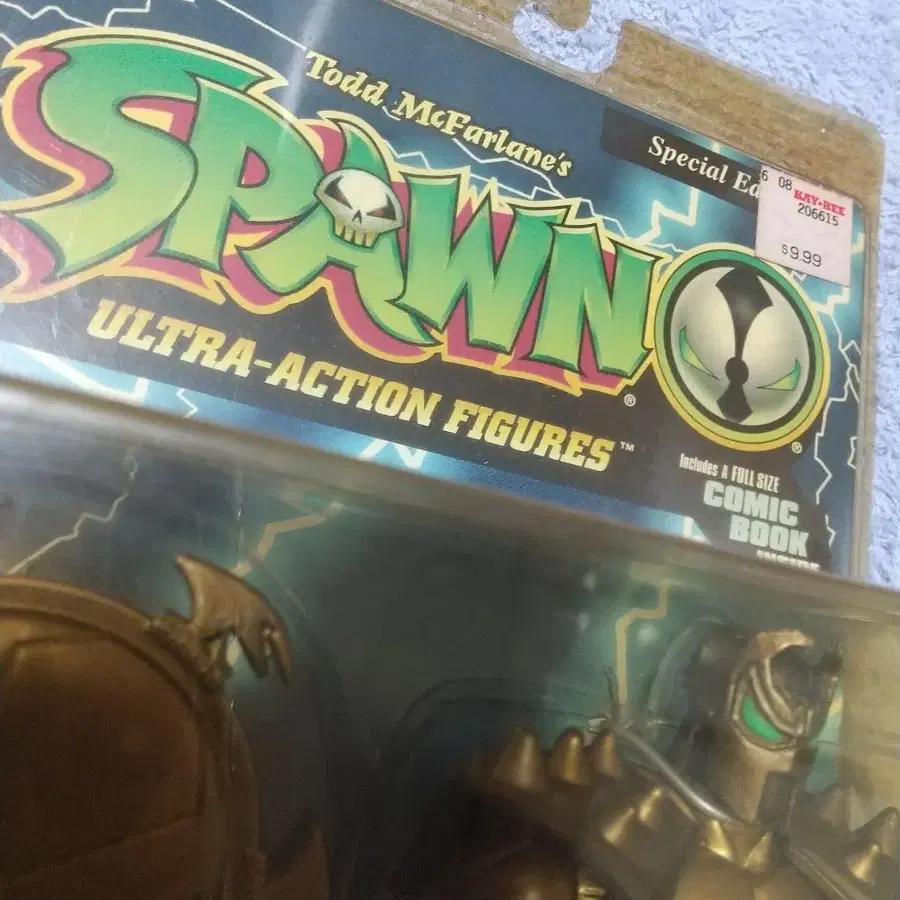 Todd McFarlane's
Special Ed
SPAWN®
6 08
KAY·BEE
206615
$9.99
ULTRA-ACTION FIGURES™
®
Includes A FULL SIZE
COMIC
BOOK